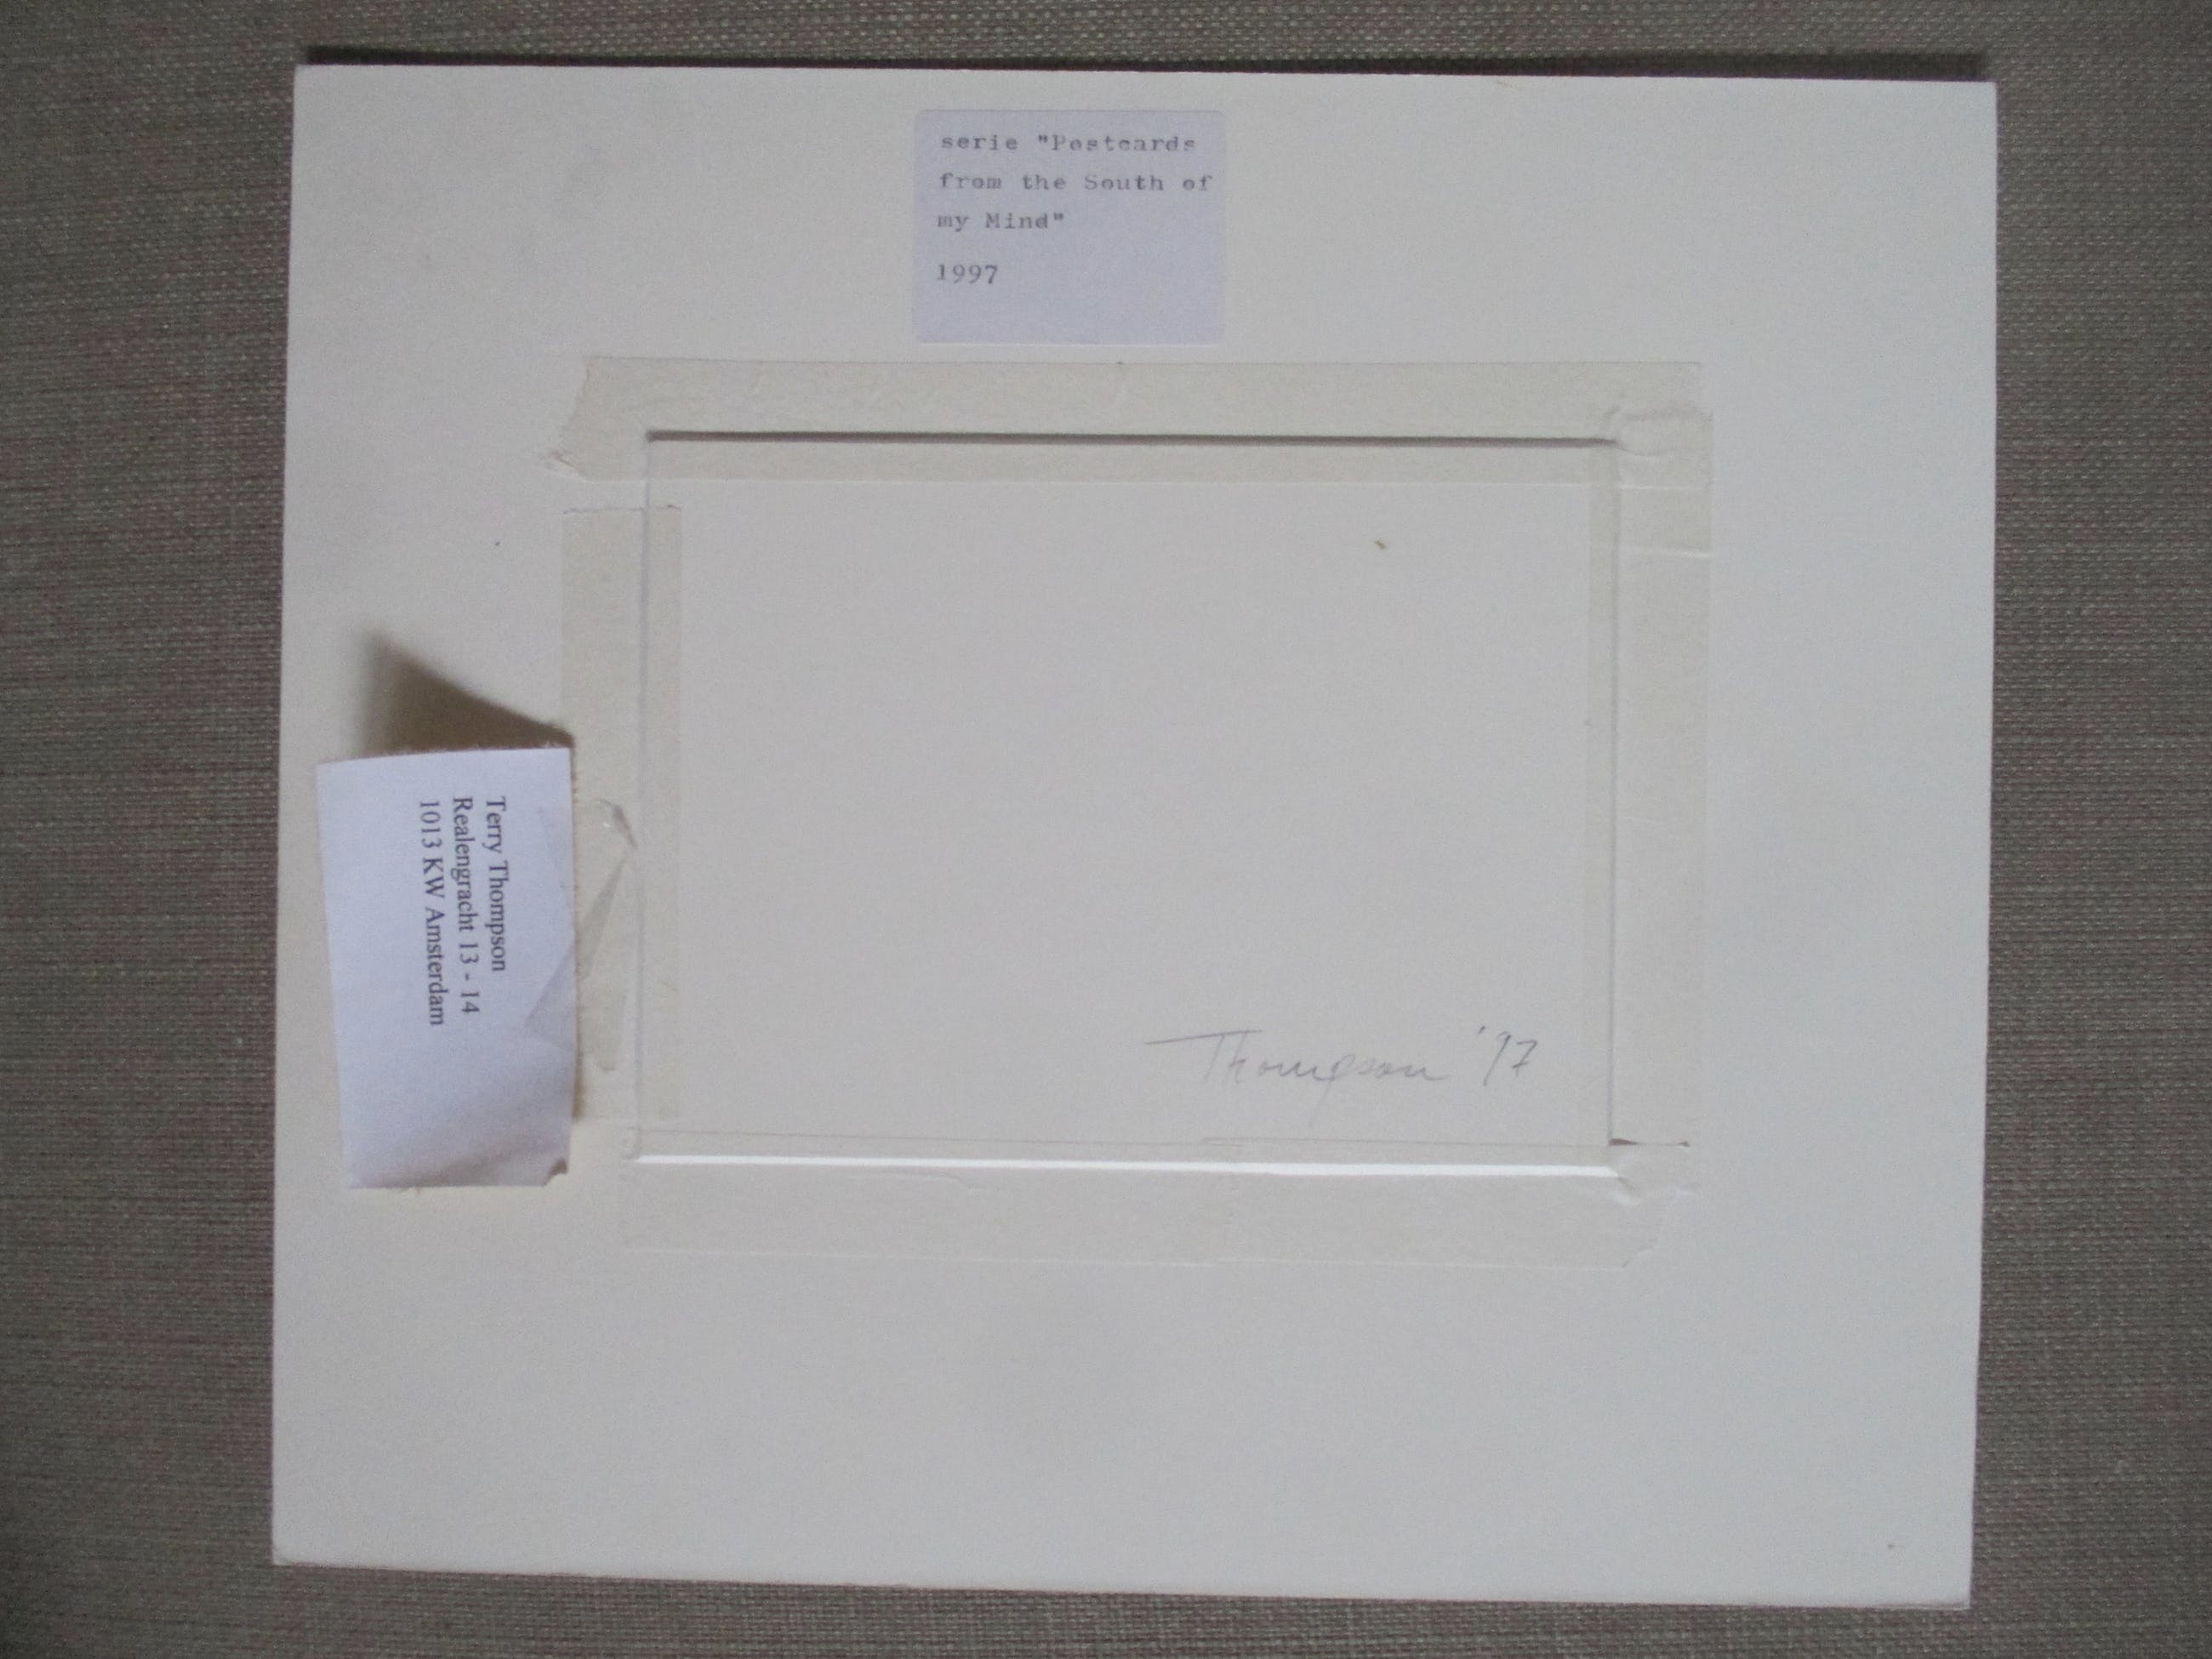 serie "Postcards
from the South of
my Mind"
1997
Terry Thompson
Realengracht 13 - 14
1013 KW Amsterdam
Thompson '97